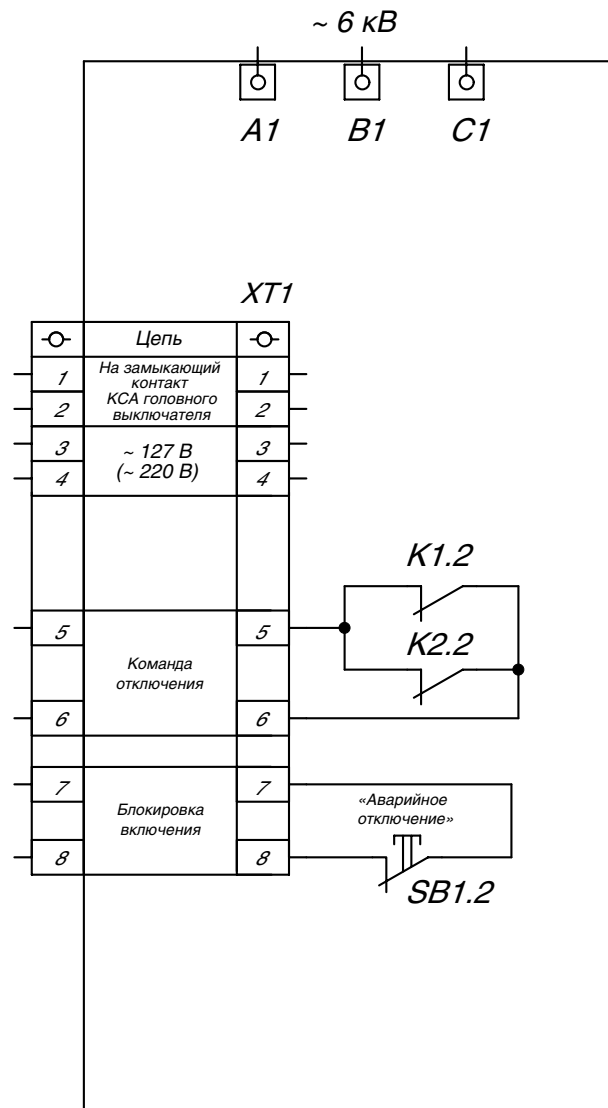 ~ 6 кВ
A1 B1 C1
XT1
Цепь
1 На замыкающий 1
контакт
2 КСА головного 2
выключателя
3 ~ 127 В 3
4 (~ 220 В) 4
K1.2
5 5
K2.2
Команда
отключения
6 6
7 7
«Аварийное
отключение»
Блокировка
включения
8 8
SB1.2